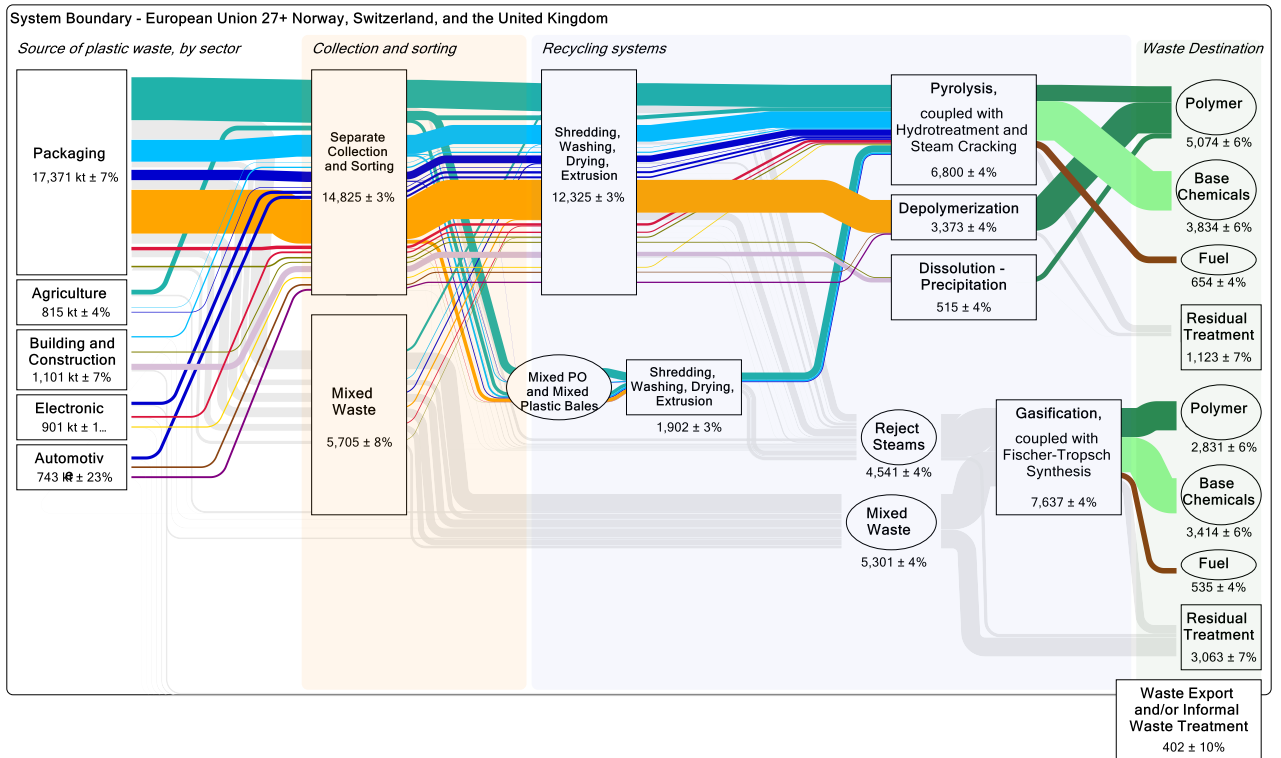 System Boundary - European Union 27+ Norway, Switzerland, and the United Kingdom
Source of plastic waste, by sector
Collection and sorting
Recycling systems
Waste Destination
Packaging
17,371 kt ± 7%
Agriculture
815 kt ± 4%
Building and
Construction
1,101 kt ± 7%
Electronic
901 kt ± 1...
Automotiv
743 kt ± 23%
Separate
Collection
and Sorting
14,825 ± 3%
Mixed
Waste
5,705 ± 8%
Shredding,
Washing,
Drying,
Extrusion
12,325 ± 3%
Mixed PO
and Mixed
Plastic Bales
Shredding,
Washing, Drying,
Extrusion
1,902 ± 3%
Pyrolysis,
coupled with
Hydrotreatment and
Steam Cracking
6,800 ± 4%
Depolymerization
3,373 ± 4%
Dissolution -
Precipitation
515 ± 4%
Reject
Steams
4,541 ± 4%
Mixed
Waste
5,301 ± 4%
Gasification,
coupled with
Fischer-Tropsch
Synthesis
7,637 ± 4%
Polymer
5,074 ± 6%
Base
Chemicals
3,834 ± 6%
Fuel
654 ± 4%
Residual
Treatment
1,123 ± 7%
Polymer
2,831 ± 6%
Base
Chemicals
3,414 ± 6%
Fuel
535 ± 4%
Residual
Treatment
3,063 ± 7%
Waste Export
and/or Informal
Waste Treatment
402 ± 10%